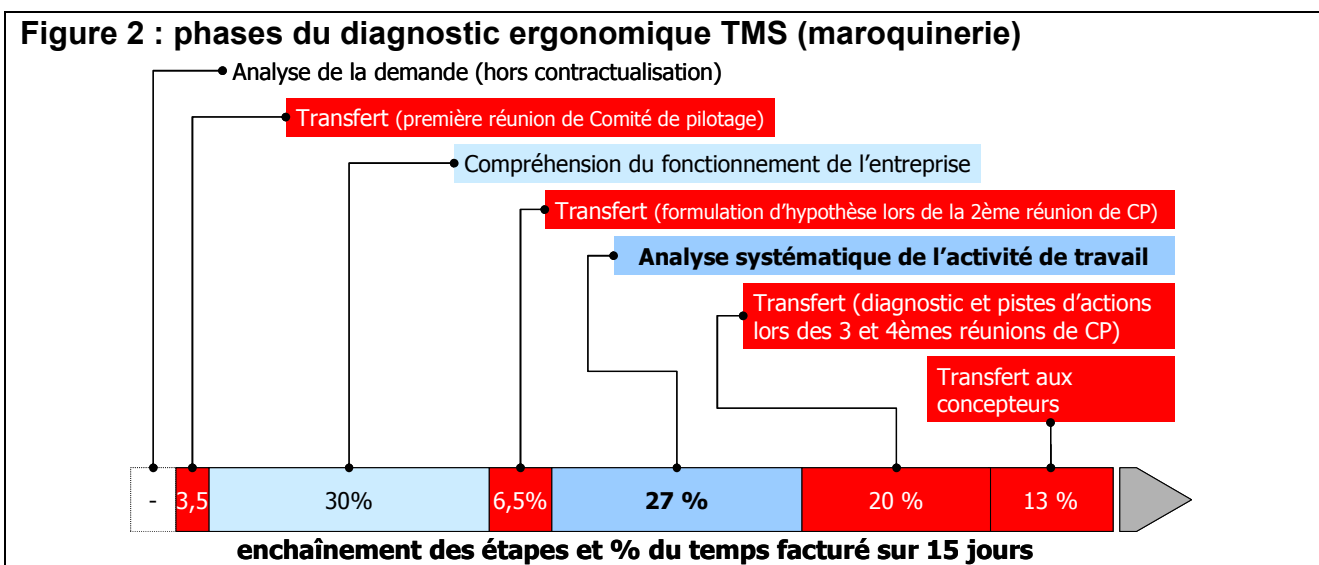 Figure 2 : phases du diagnostic ergonomique TMS (maroquinerie)
Analyse de la demande (hors contractualisation)
Transfert (première réunion de Comité de pilotage)
Compréhension du fonctionnement de l'entreprise
Transfert (formulation d'hypothèse lors de la 2ème réunion de CP)
Analyse systématique de l'activité de travail
Transfert (diagnostic et pistes d'actions
lors des 3 et 4èmes réunions de CP)
Transfert aux
concepteurs
- 3,5 30% 6,5% 27 % 20 % 13 %
enchaînement des étapes et % du temps facturé sur 15 jours